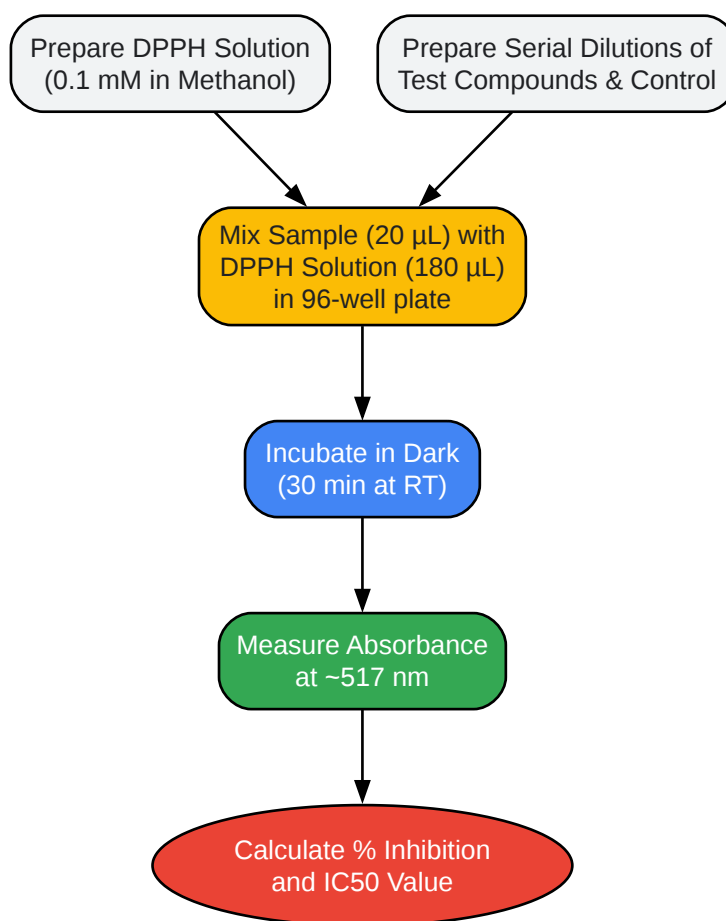 Prepare DPPH Solution
(0.1 mM in Methanol)
Prepare Serial Dilutions of
Test Compounds & Control
Mix Sample (20 µL) with
DPPH Solution (180 µL)
in 96-well plate
Incubate in Dark
(30 min at RT)
Measure Absorbance
at ~517 nm
Calculate % Inhibition
and IC50 Value